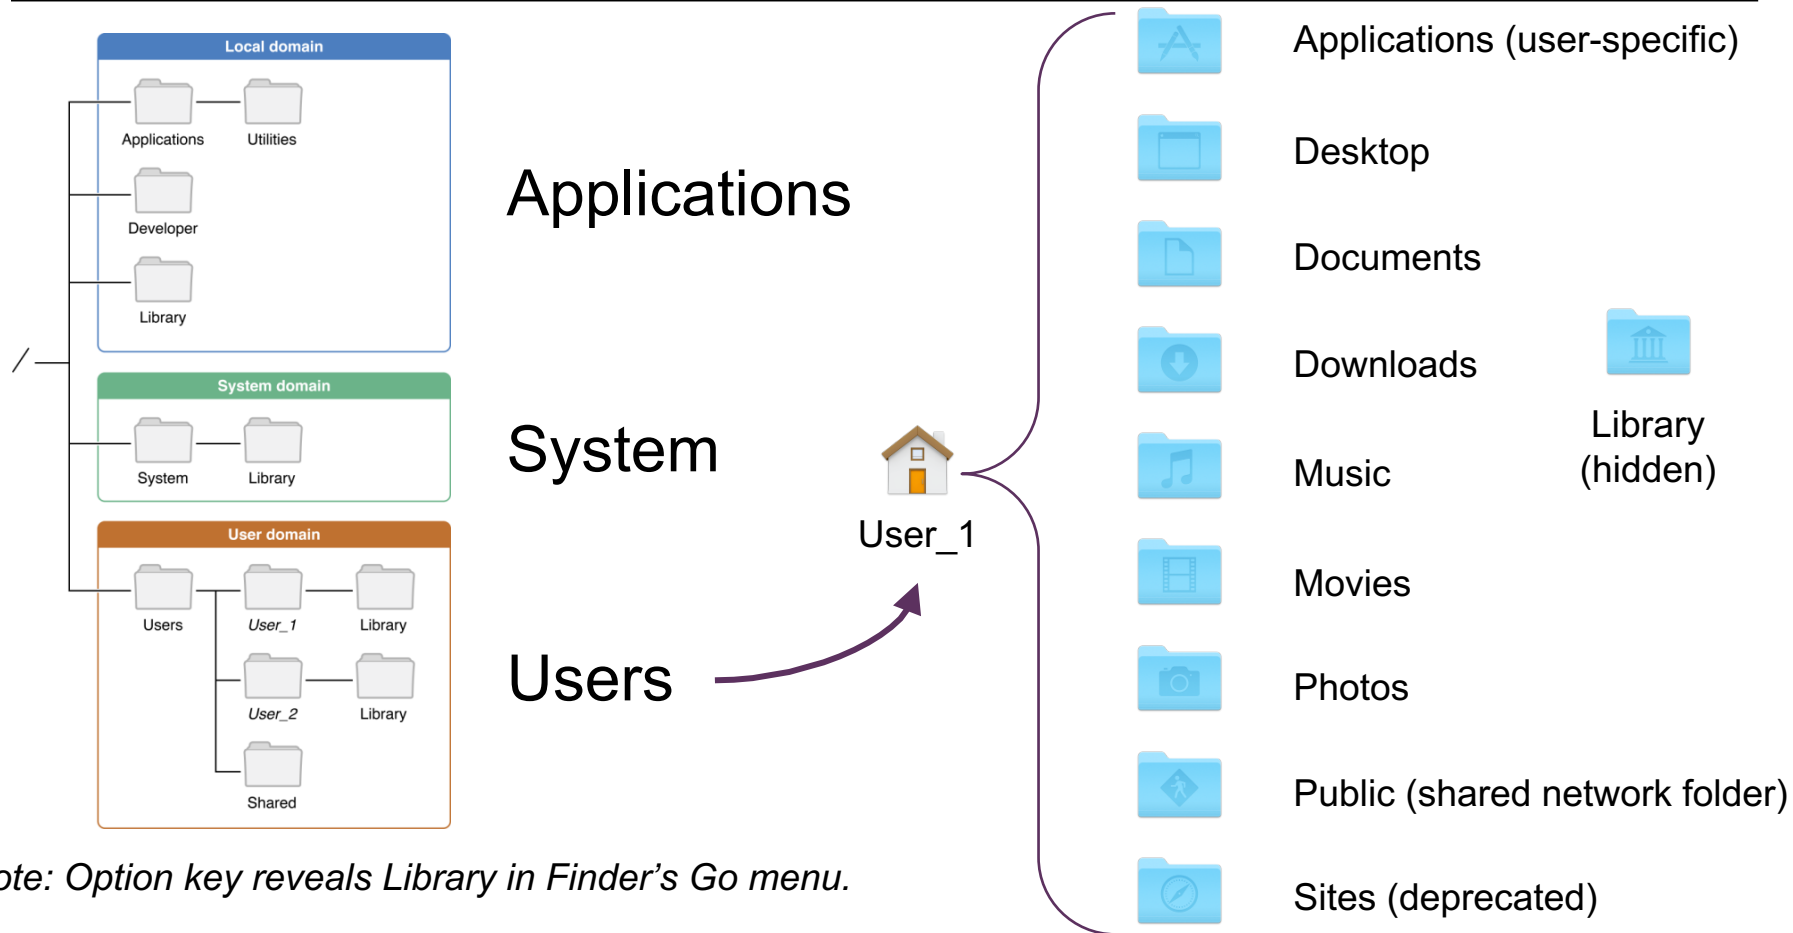 Local domain
Applications
Utilities
Developer
Library
/
System domain
System
Library
User domain
Users
User_1
Library
User_2
Library
Shared
Applications
System
Users
User_1
Applications (user-specific)
Desktop
Documents
Downloads
Music
Movies
Photos
Public (shared network folder)
Sites (deprecated)
Library
(hidden)
ote: Option key reveals Library in Finder’s Go menu.